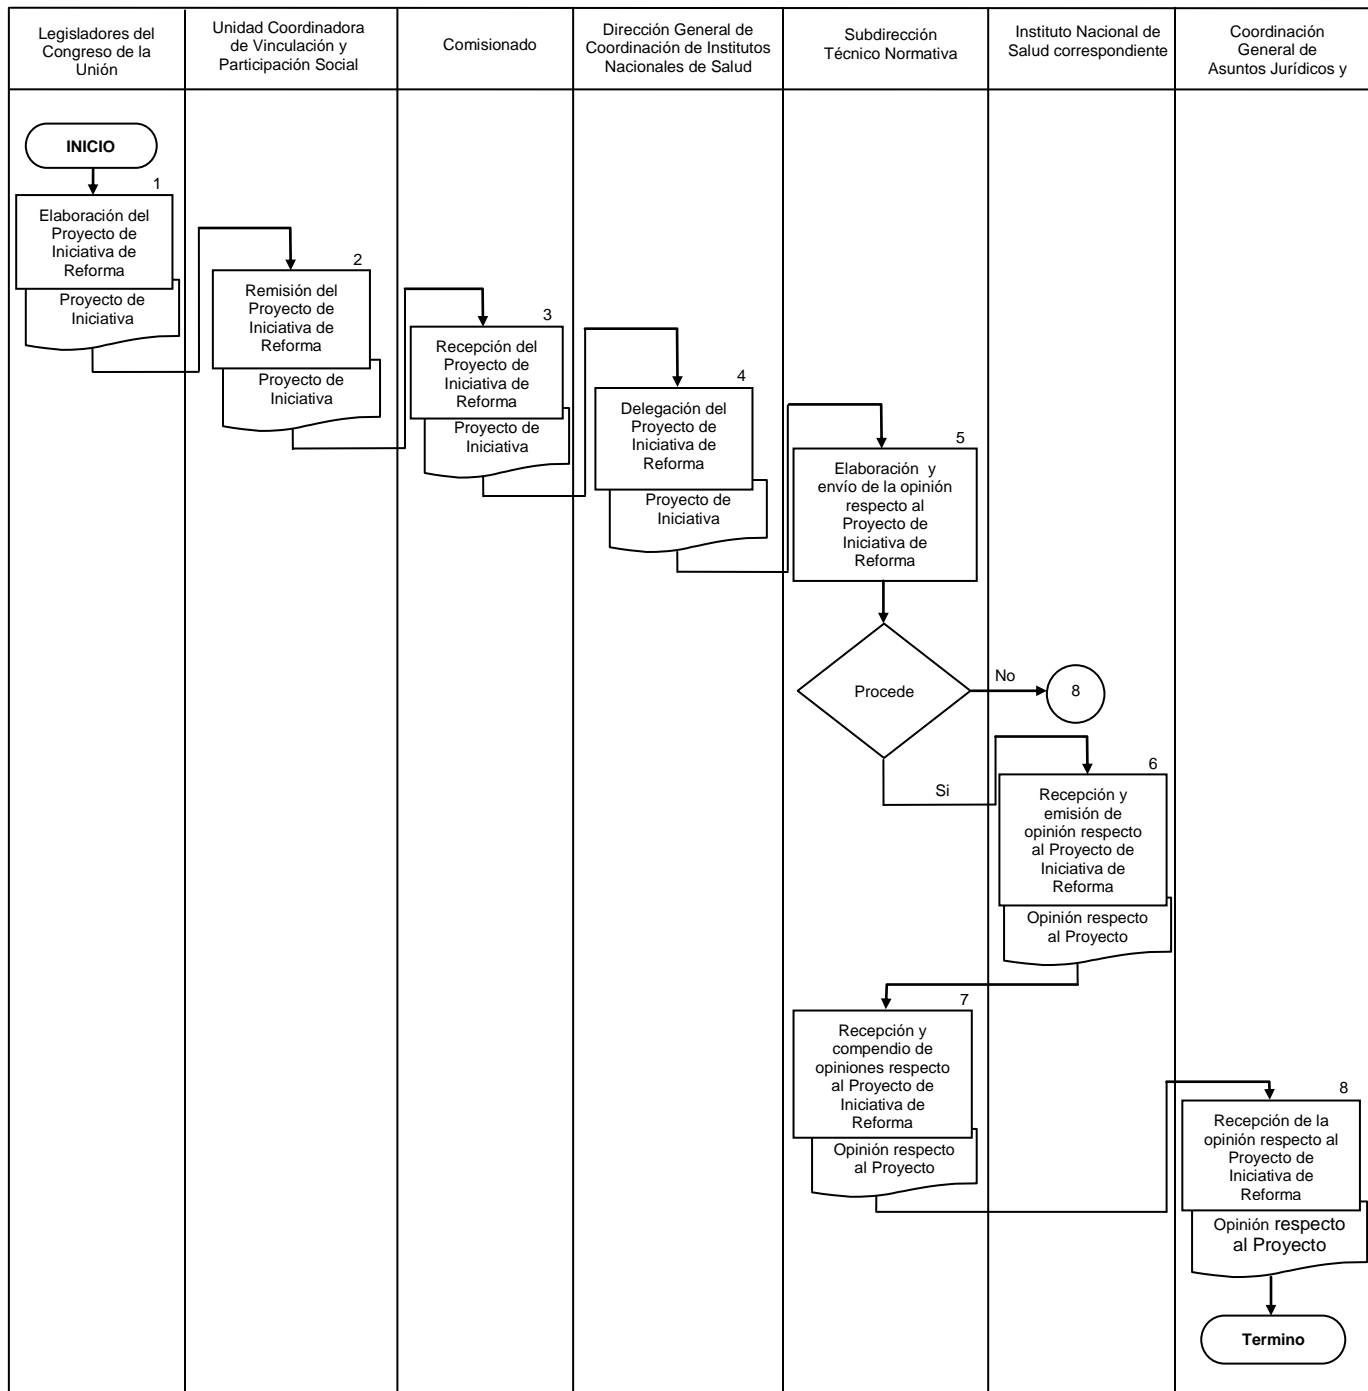 Legisladores del
Congreso de la
Unión
Unidad Coordinadora
de Vinculación y
Participación Social
Comisionado
Dirección General de
Coordinación de Institutos
Nacionales de Salud
Subdirección
Técnico Normativa
Instituto Nacional de
Salud correspondiente
Coordinación
General de
Asuntos Jurídicos y
INICIO
1
Elaboración del
Proyecto de
Iniciativa de
Reforma
Proyecto de
Iniciativa
2
Remisión del
Proyecto de
Iniciativa de
Reforma
Proyecto de
Iniciativa
3
Recepción del
Proyecto de
Iniciativa de
Reforma
Proyecto de
Iniciativa
4
Delegación del
Proyecto de
Iniciativa de
Reforma
Proyecto de
Iniciativa
5
Elaboración y
envío de la opinión
respecto al
Proyecto de
Iniciativa de
Reforma
Procede
No
8
Si
6
Recepción y
emisión de
opinión respecto
al Proyecto de
Iniciativa de
Reforma
Opinión respecto
al Proyecto
7
Recepción y
compendio de
opiniones respecto
al Proyecto de
Iniciativa de
Reforma
Opinión respecto
al Proyecto
8
Recepción de la
opinión respecto al
Proyecto de
Iniciativa de
Reforma
Opinión respecto
al Proyecto
Termino